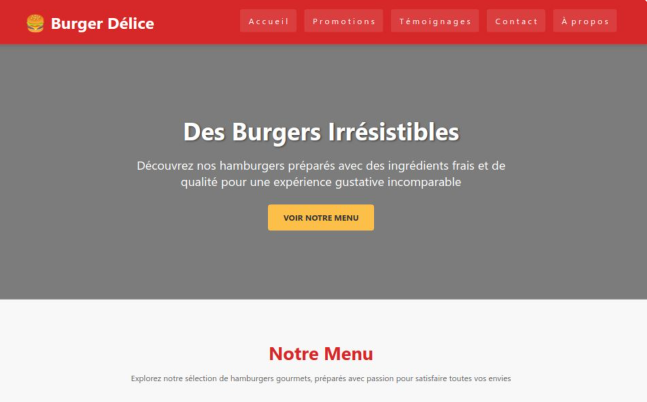 Burger Délice
Accueil
Promotions
Témoignages
Contact
À propos
Des Burgers Irrésistibles
Découvrez nos hamburgers préparés avec des ingrédients frais et de
qualité pour une expérience gustative incomparable
VOIR NOTRE MENU
Notre Menu
Explorez notre sélection de hamburgers gourmets, préparés avec passion pour satisfaire toutes vos envies